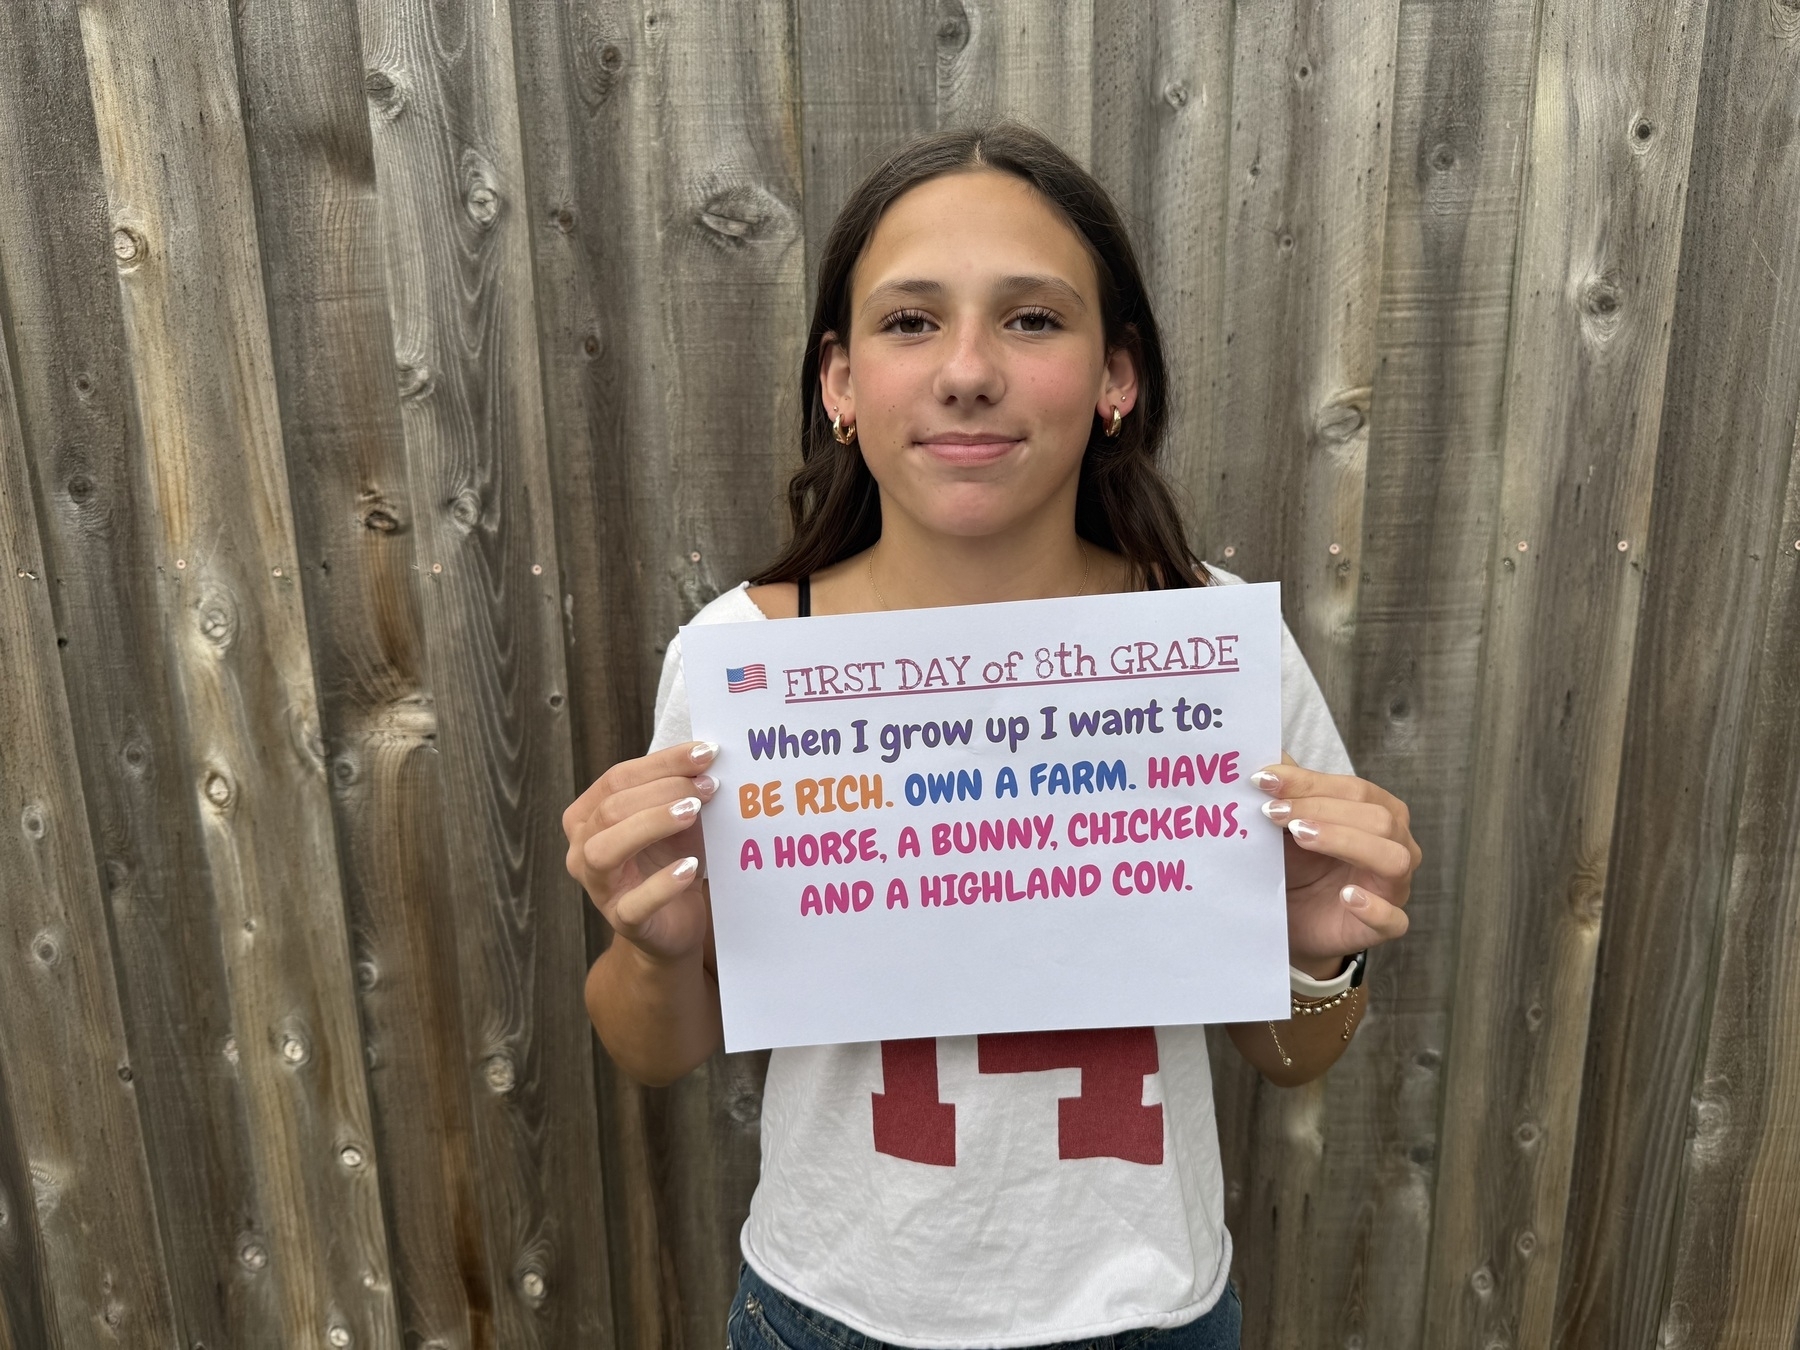 FIRST DAY of 8th GRADE
When I grow up I want to:
BE RICH. OWN A FARM. HAVE
A HORSE, A BUNNY, CHICKENS,
AND A HIGHLAND COW.
14